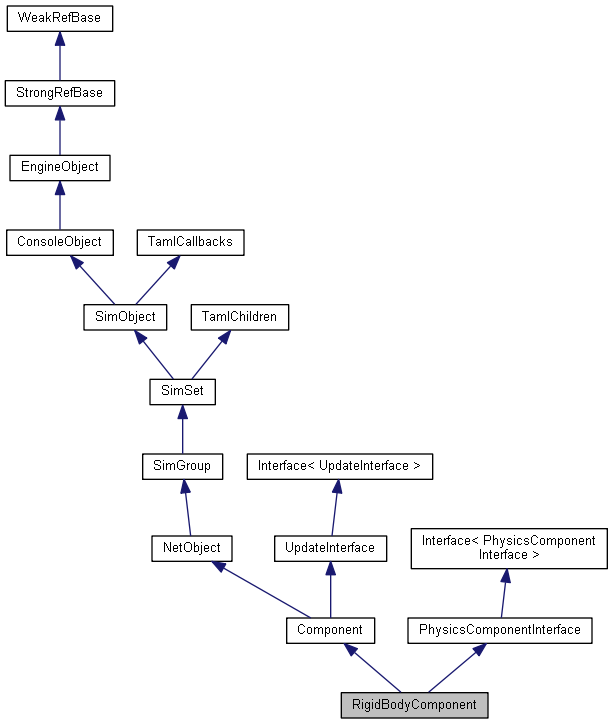 WeakRefBase
StrongRefBase
EngineObject
ConsoleObject
TamlCallbacks
SimObject
TamlChildren
SimSet
SimGroup
Interface< UpdateInterface >
NetObject
UpdateInterface
Interface< PhysicsComponent
Interface >
Component
PhysicsComponentInterface
RigidBodyComponent